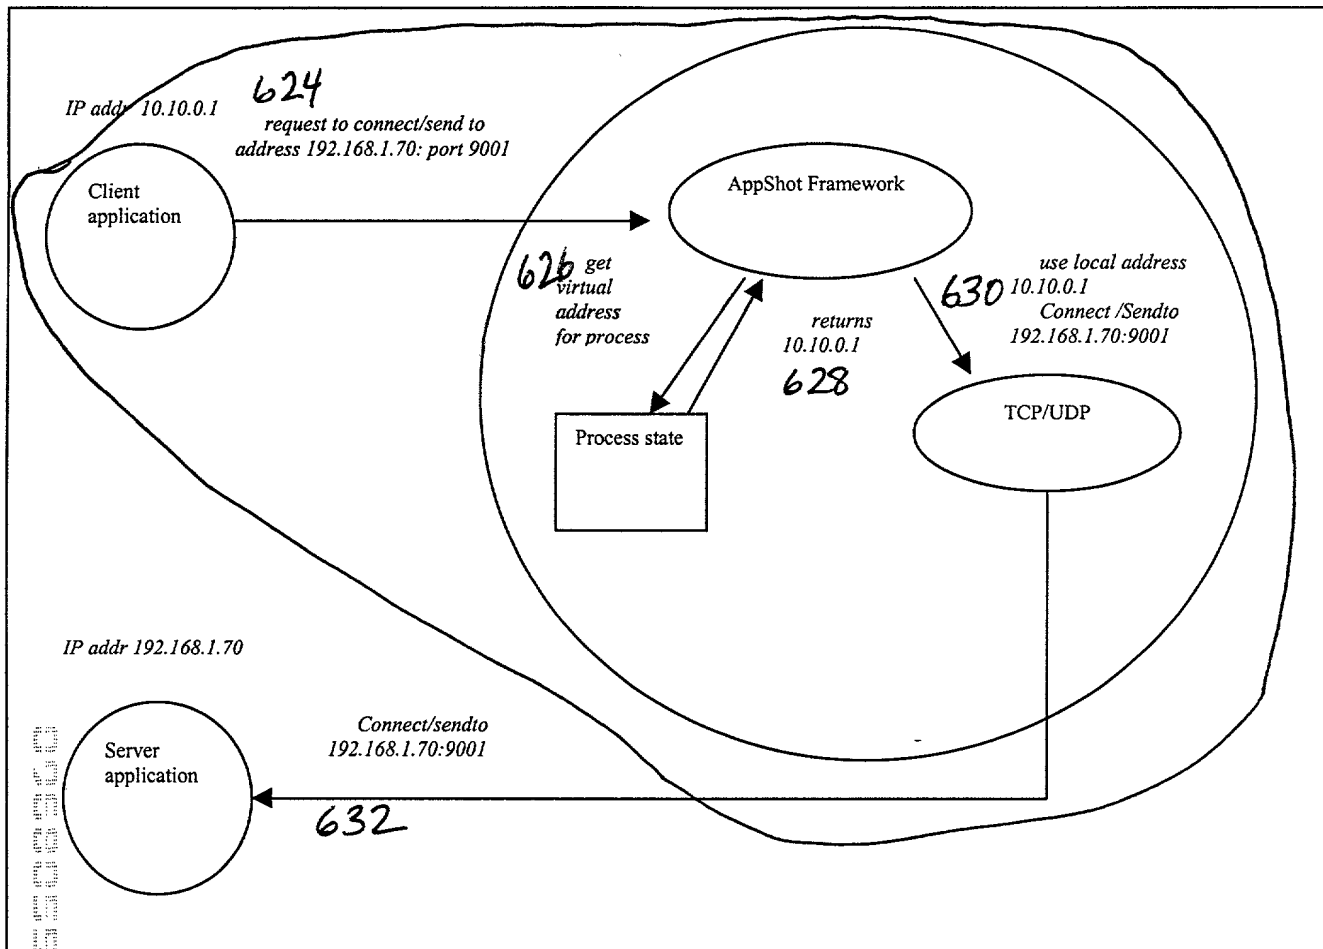 IP addr 10.10.0.1
624
request to connect/send to
address 192.168.1.70: port 9001
Client
application
AppShot Framework
626 get
virtual
address
for process
returns
10.10.0.1
628
630
use local address
10.10.0.1
Connect /Sendto
192.168.1.70:9001
Process state
TCP/UDP
IP addr 192.168.1.70
Server
application
Connect/sendto
192.168.1.70:9001
632